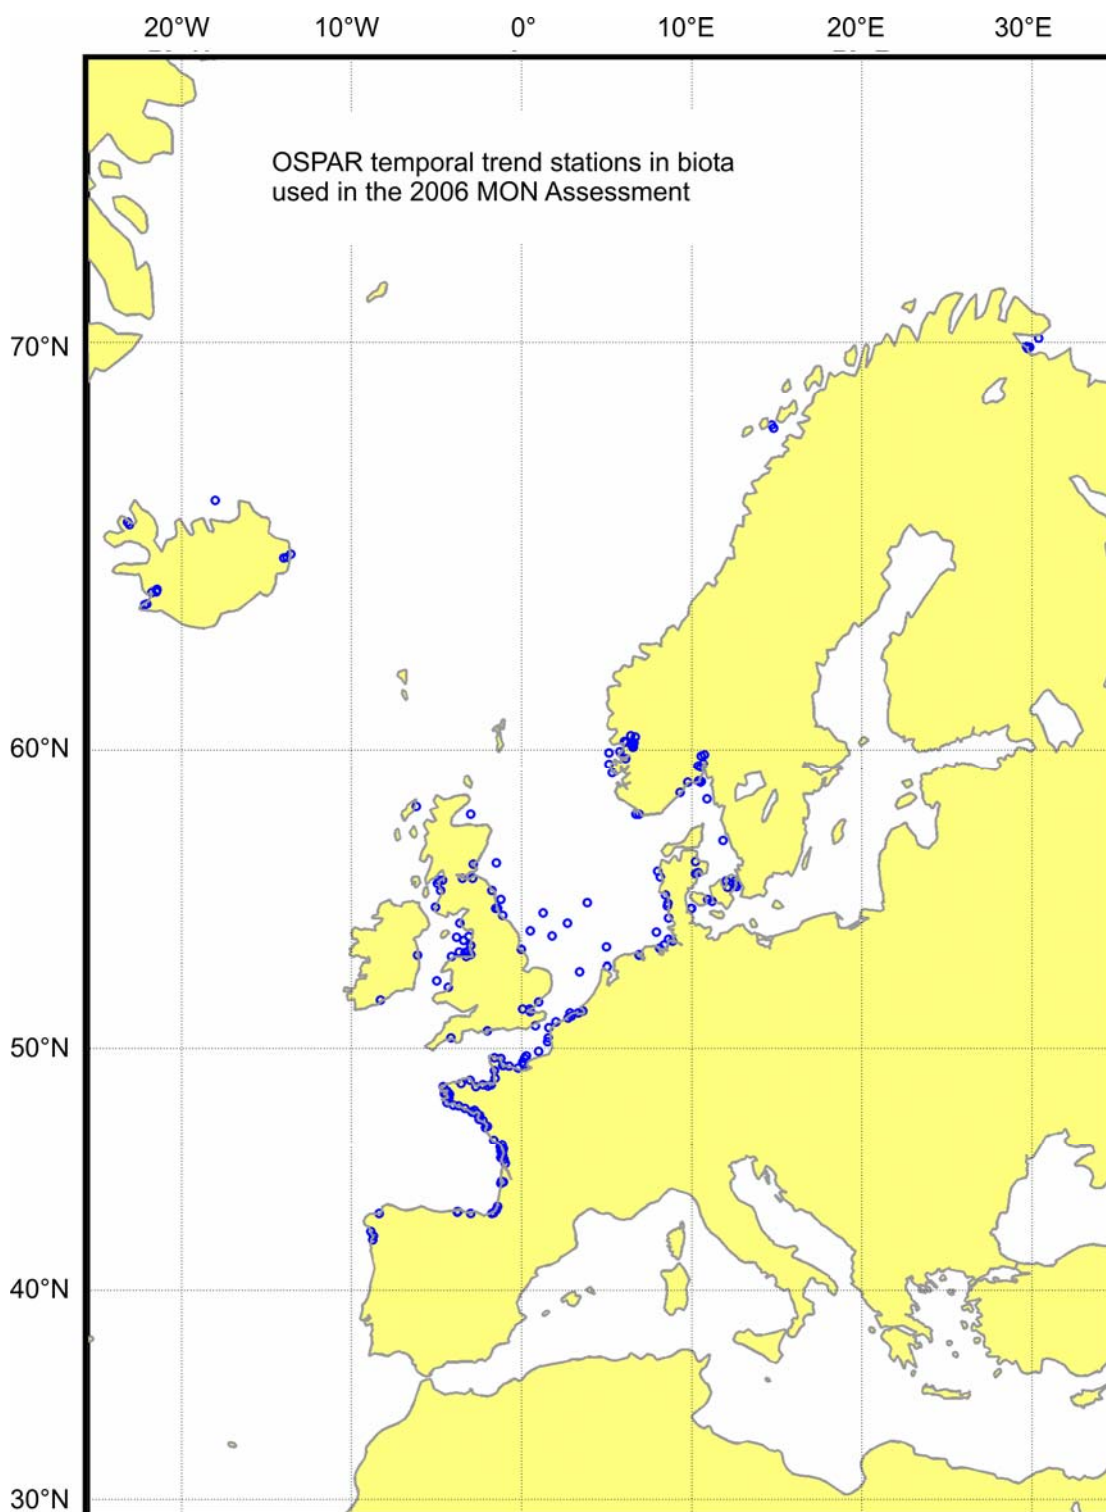 20°W 10°W 0° 10°E 20°E 30°E
OSPAR temporal trend stations in biota
used in the 2006 MON Assessment
70°N
60°N
50°N
40°N
30°N